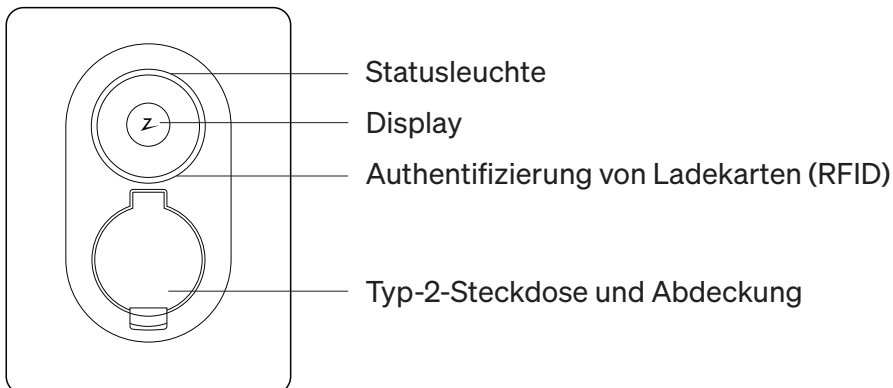 Statusleuchte
Display
Authentifizierung von Ladekarten (RFID)
Typ-2-Steckdose und Abdeckung